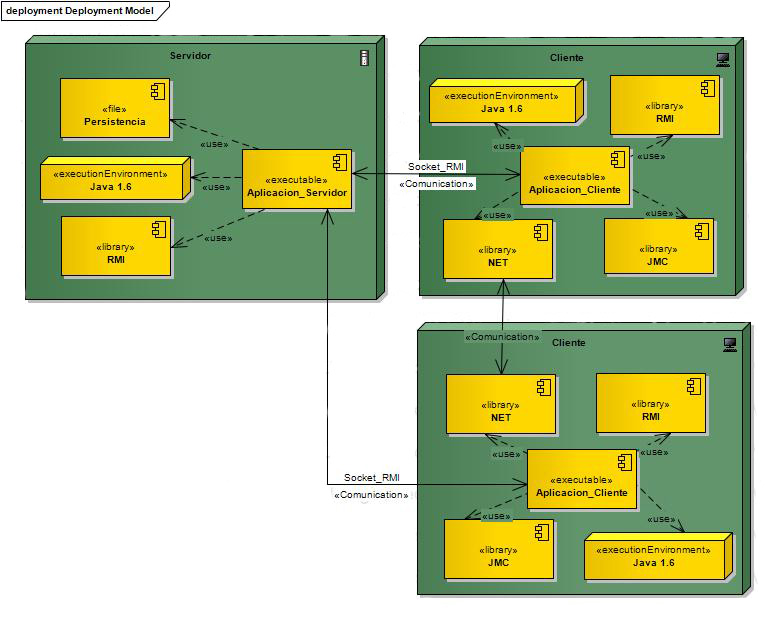 deployment Deployment Model
Servidor
«file»
Persistencia
«use»
«executionEnvironment»
Java 1.6
«use»
«executable»
Aplicacion_Servidor
«library»
RMI
«use»
Socket_RMI
«Comunication»
Cliente
«executionEnvironment»
Java 1.6
«library»
RMI
«use»
«use»
«executable»
Aplicacion_Cliente
«use»
«use»
«library»
NET
«library»
JMC
«Comunication»
Cliente
«library»
NET
«library»
RMI
«use»
«use»
«executable»
Aplicacion_Cliente
Socket_RMI
«Comunication»
«use»
«use»
«library»
JMC
«executionEnvironment»
Java 1.6